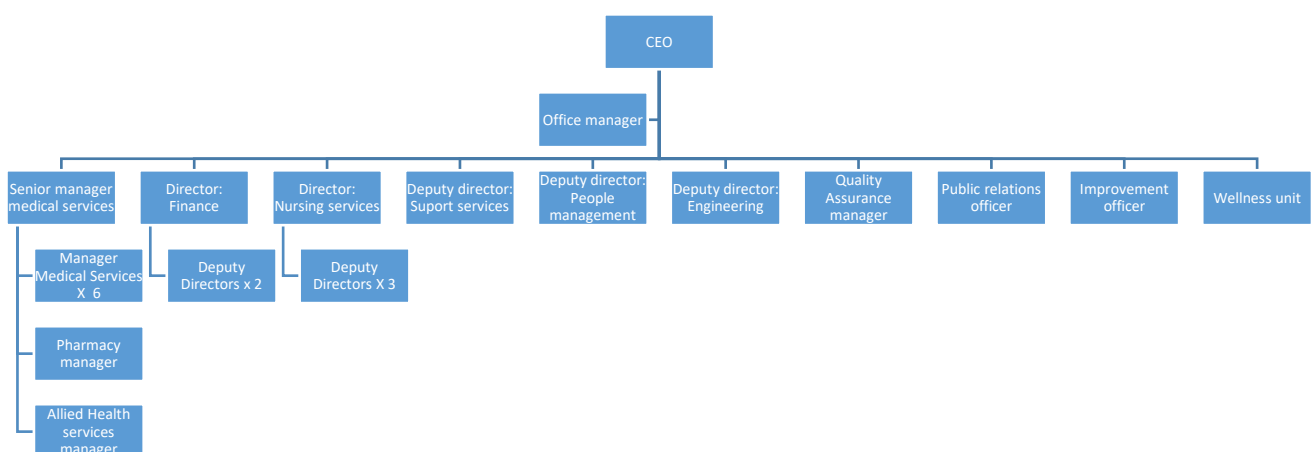 CEO
Office manager
Senior manager
medical services
Director:
Finance
Director:
Nursing services
Deputy director:
Suport services
Deputy director:
People
management
Deputy director:
Engineering
Quality
Assurance
manager
Public relations
officer
Improvement
officer
Wellness unit
Manager
Medical Services
X 6
Deputy
Directors x 2
Deputy
Directors X 3
Pharmacy
manager
Allied Health
services
manager